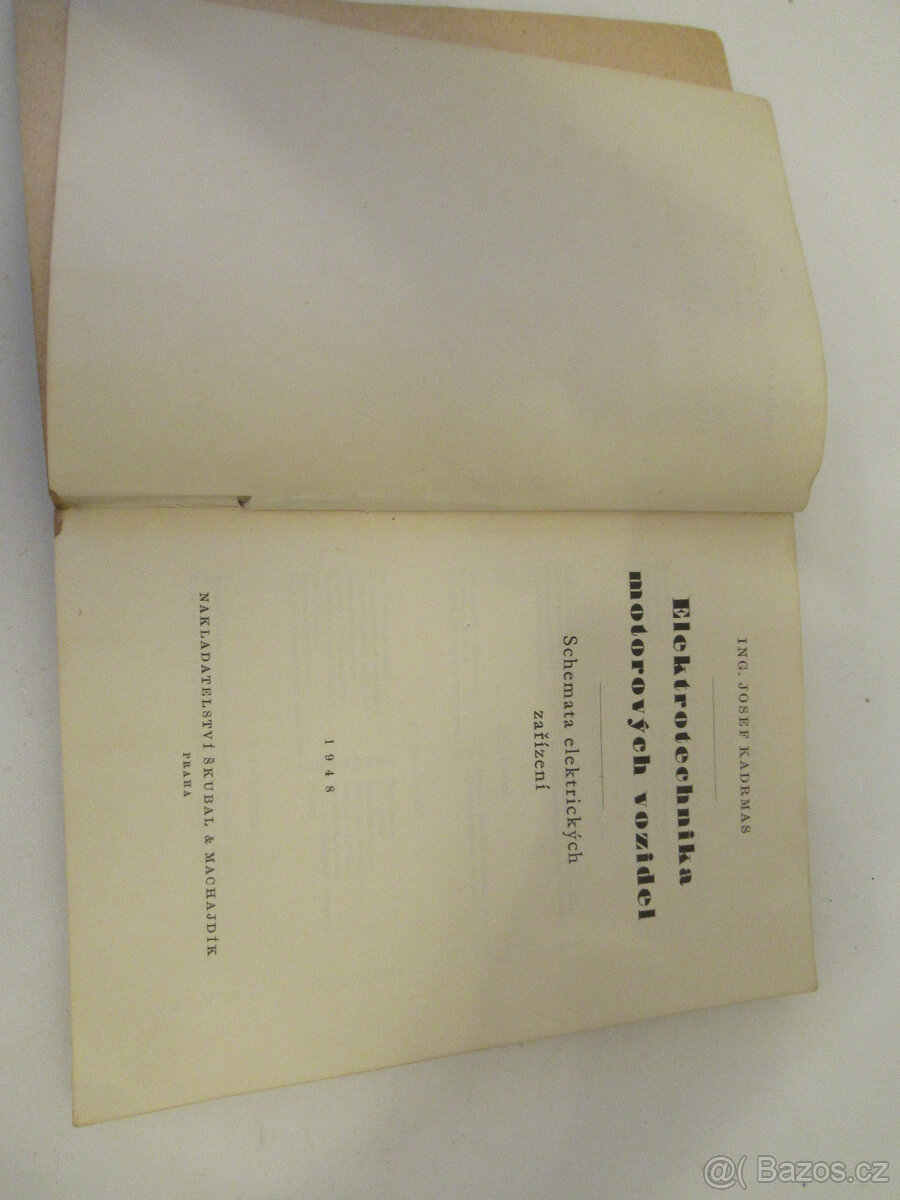 ING. JOSEF KADRMAS
Elektrotechnika
motorových vozidel
Schemata elektrických
zařízení
1948
NAKLADATELSTVÍ ŠKUBAL & MACHAJDÍK
PRAHA
@( Bazos.cz